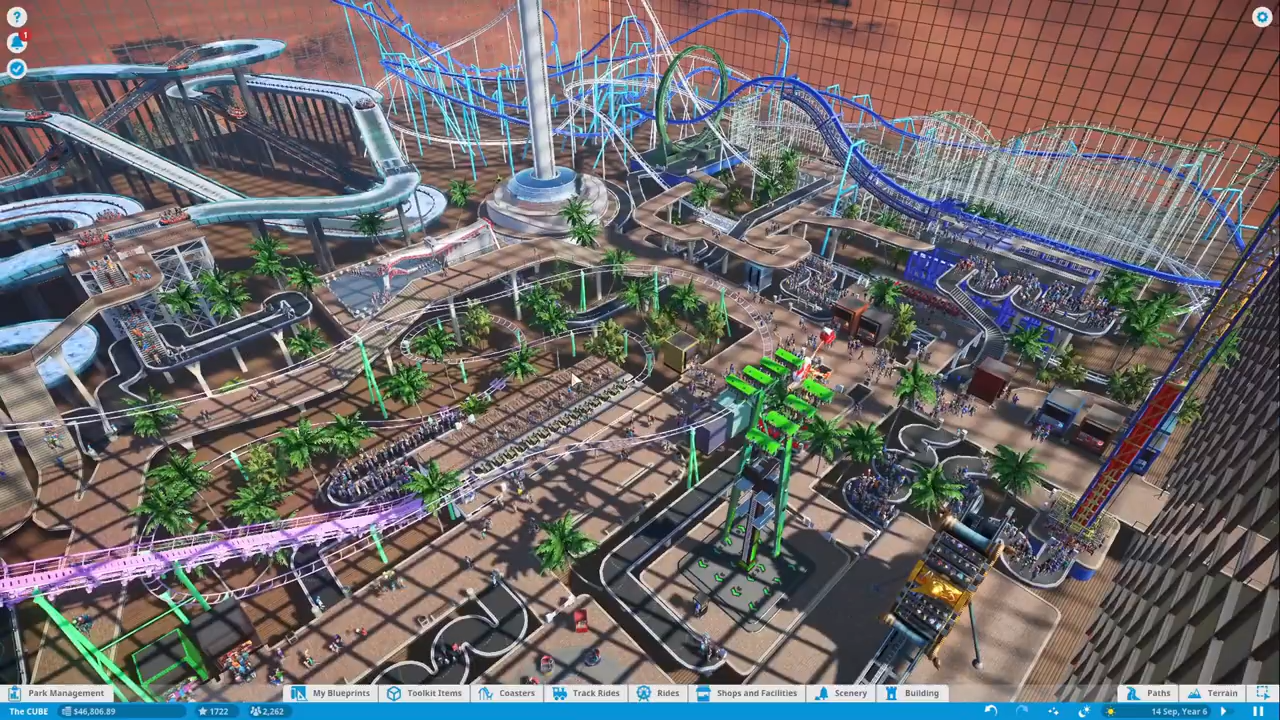 ?
1
Park Management
My Blueprints
Toolkit Items
Coasters
Track Rides
Rides
Shops and Facilities
Scenery
Building
Paths
Terrain
The CUBE
$46,806.89
1722
2,262
14 Sep, Year 6